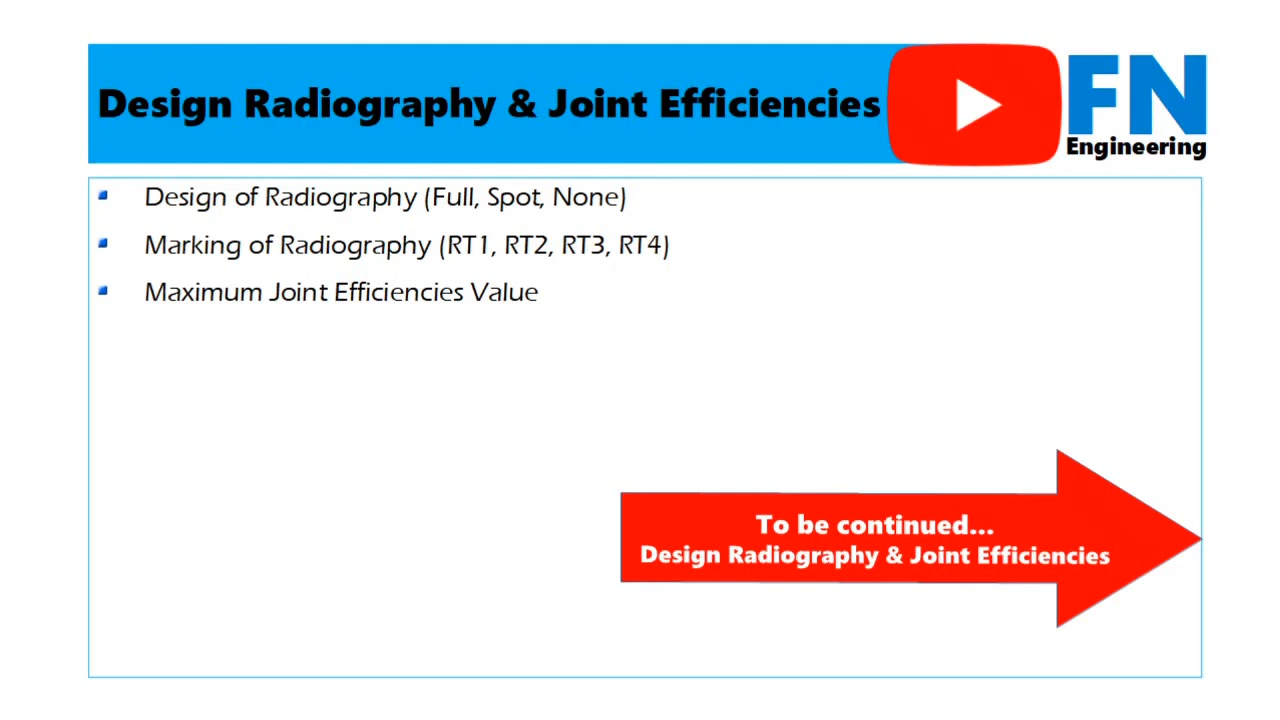 Design Radiography & Joint Efficiencies
FN
Engineering
Design of Radiography (Full, Spot, None)
Marking of Radiography (RT1, RT2, RT3, RT4)
Maximum Joint Efficiencies Value
To be continued...
Design Radiography & Joint Efficiencies